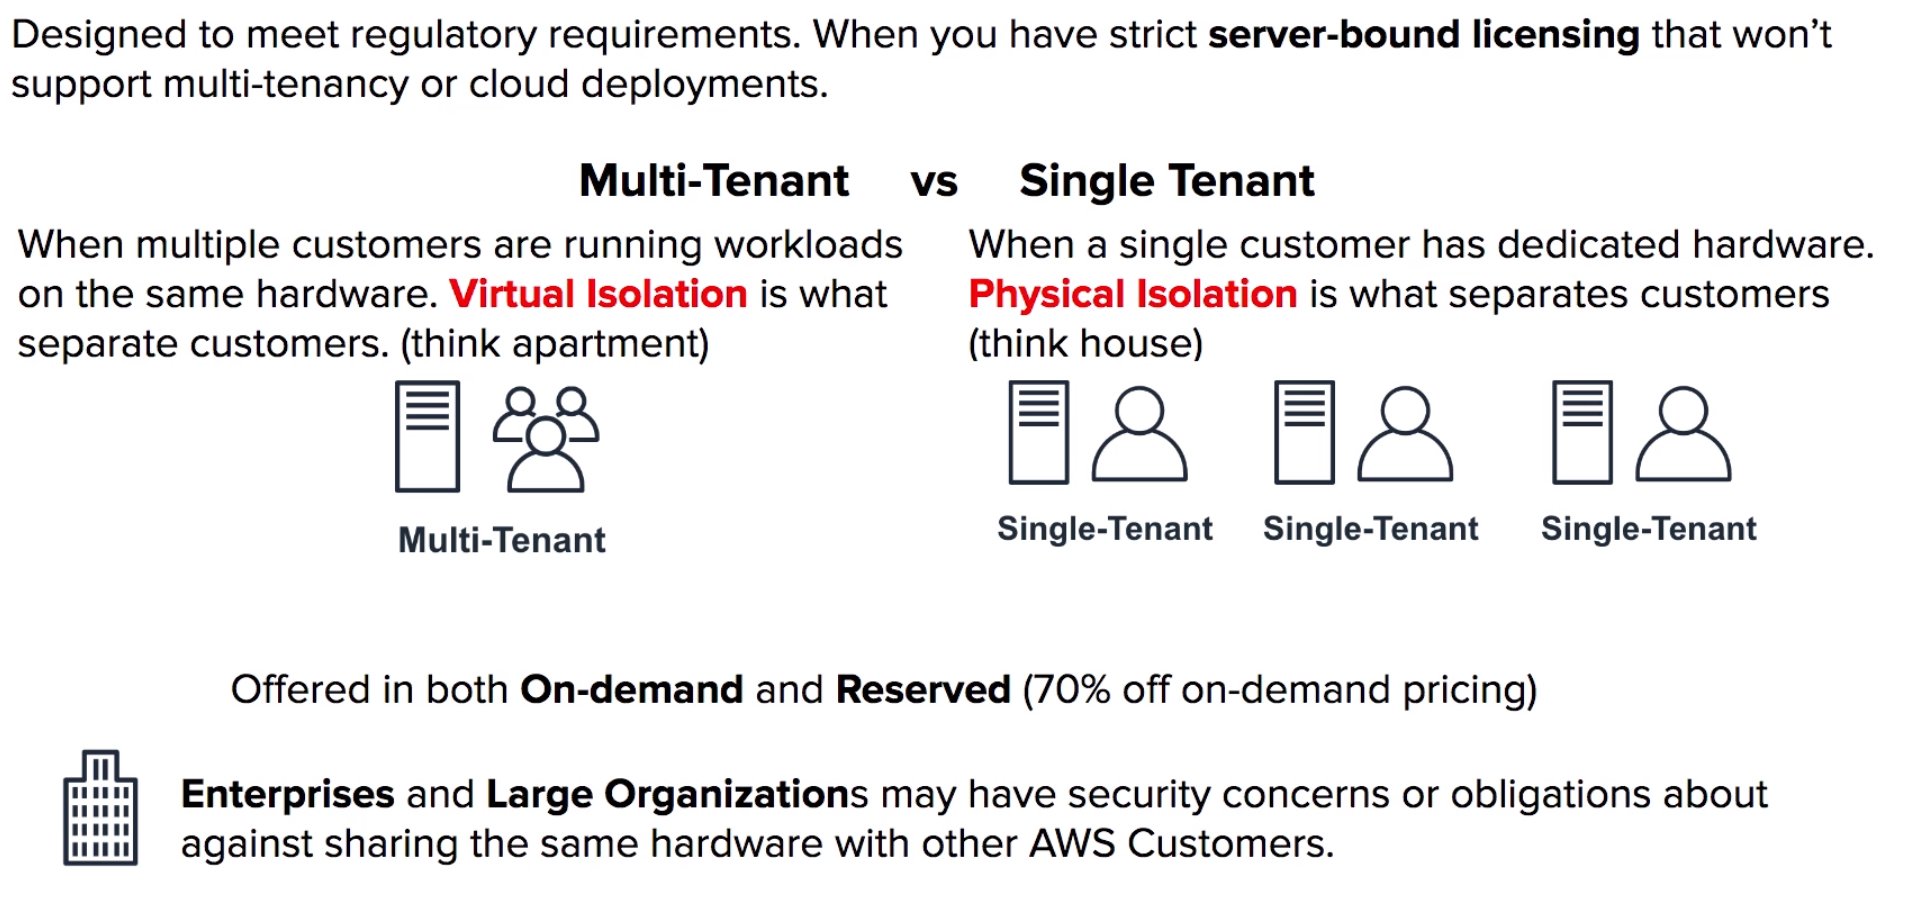 Designed to meet regulatory requirements. When you have strict server-bound licensing that won’t
support multi-tenancy or cloud deployments.
Multi-Tenant vs Single Tenant
When multiple customers are running workloads
on the same hardware. Virtual Isolation is what
separate customers. (think apartment)
When a single customer has dedicated hardware.
Physical Isolation is what separates customers
(think house)
Multi-Tenant
Single-Tenant
Single-Tenant
Single-Tenant
Offered in both On-demand and Reserved (70% off on-demand pricing)
Enterprises and Large Organizations may have security concerns or obligations about
against sharing the same hardware with other AWS Customers.